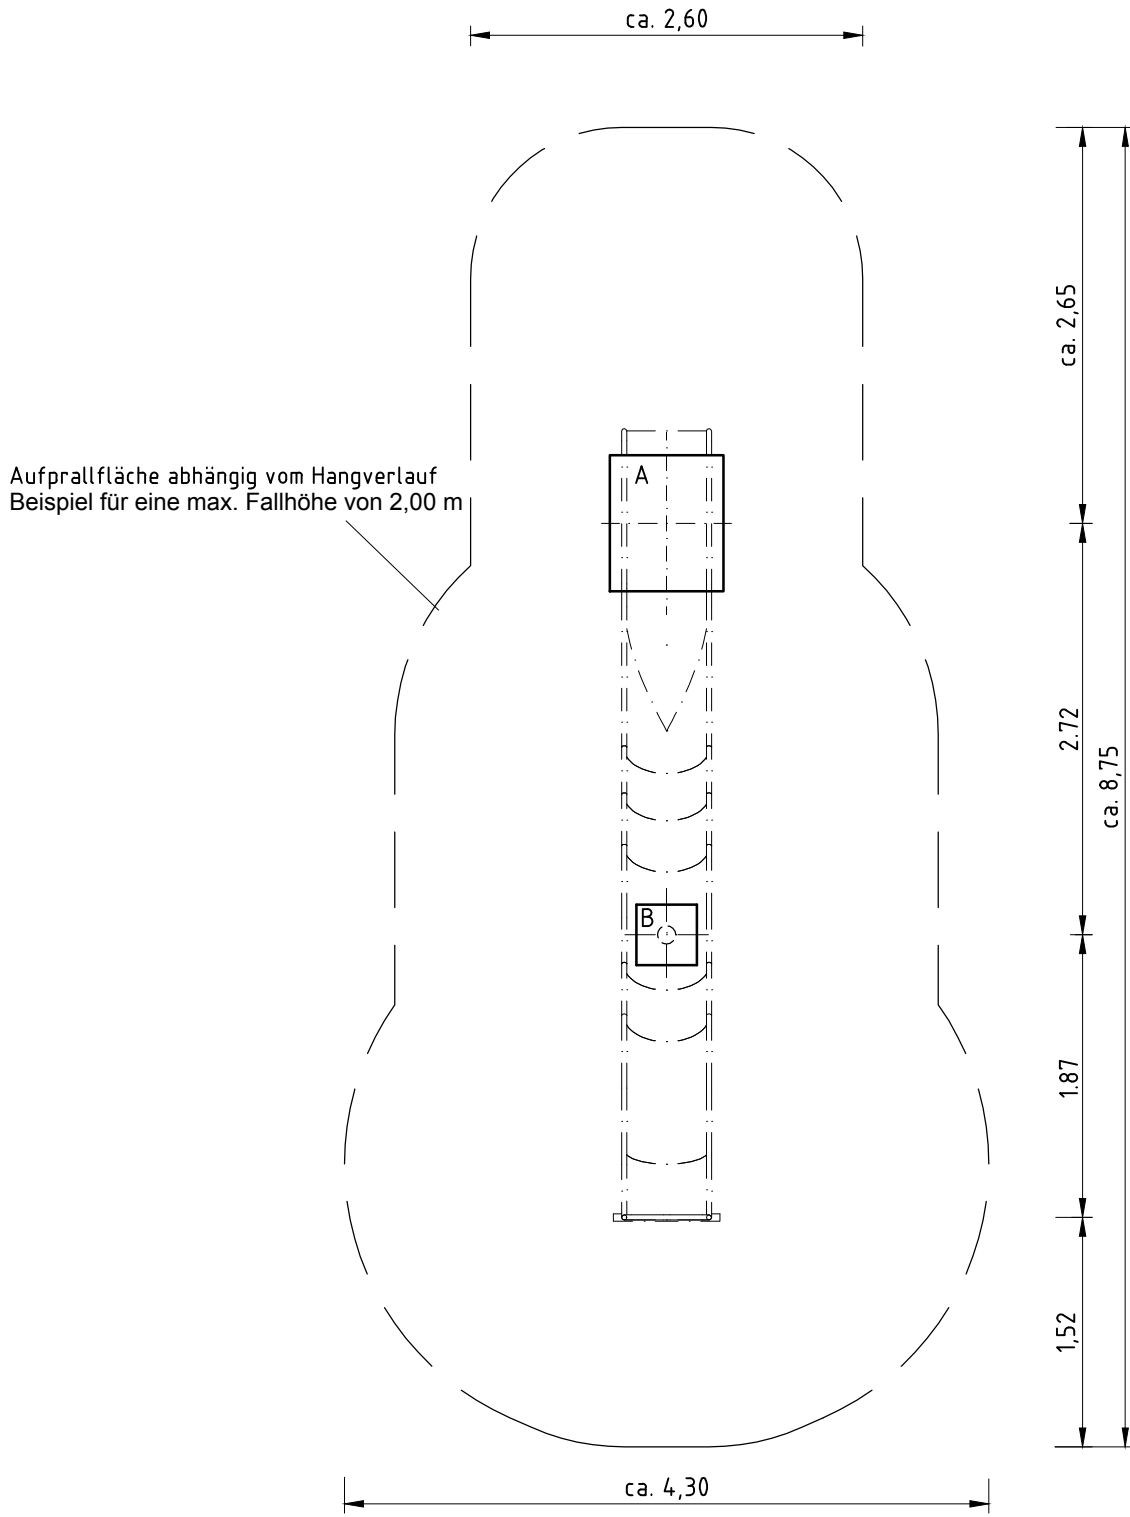 ca. 2,60
ca. 2,65
A
Aufprallfläche abhängig vom Hangverlauf
Beispiel für eine max. Fallhöhe von 2,00 m
2.72
ca. 8,75
B
1.87
1,52
ca. 4,30